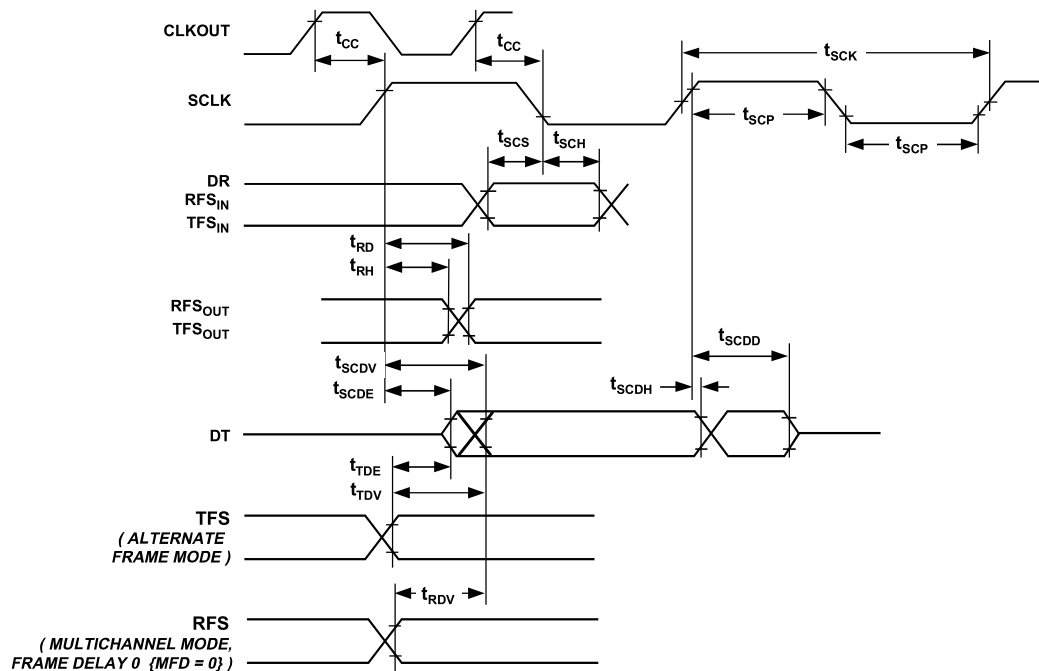 CLKOUT
tCC
tCC
tSCK
SCLK
tSCP
tSCP
tSCS
tSCH
DR
RFSIN
TFSIN
tRD
tRH
RFSOUT
TFSOUT
tSCDV
tSCDE
tSCDD
tSCDH
DT
tTDE
tTDV
TFS
( ALTERNATE
FRAME MODE )
tRDV
RFS
( MULTICHANNEL MODE,
FRAME DELAY 0 {MFD = 0} )